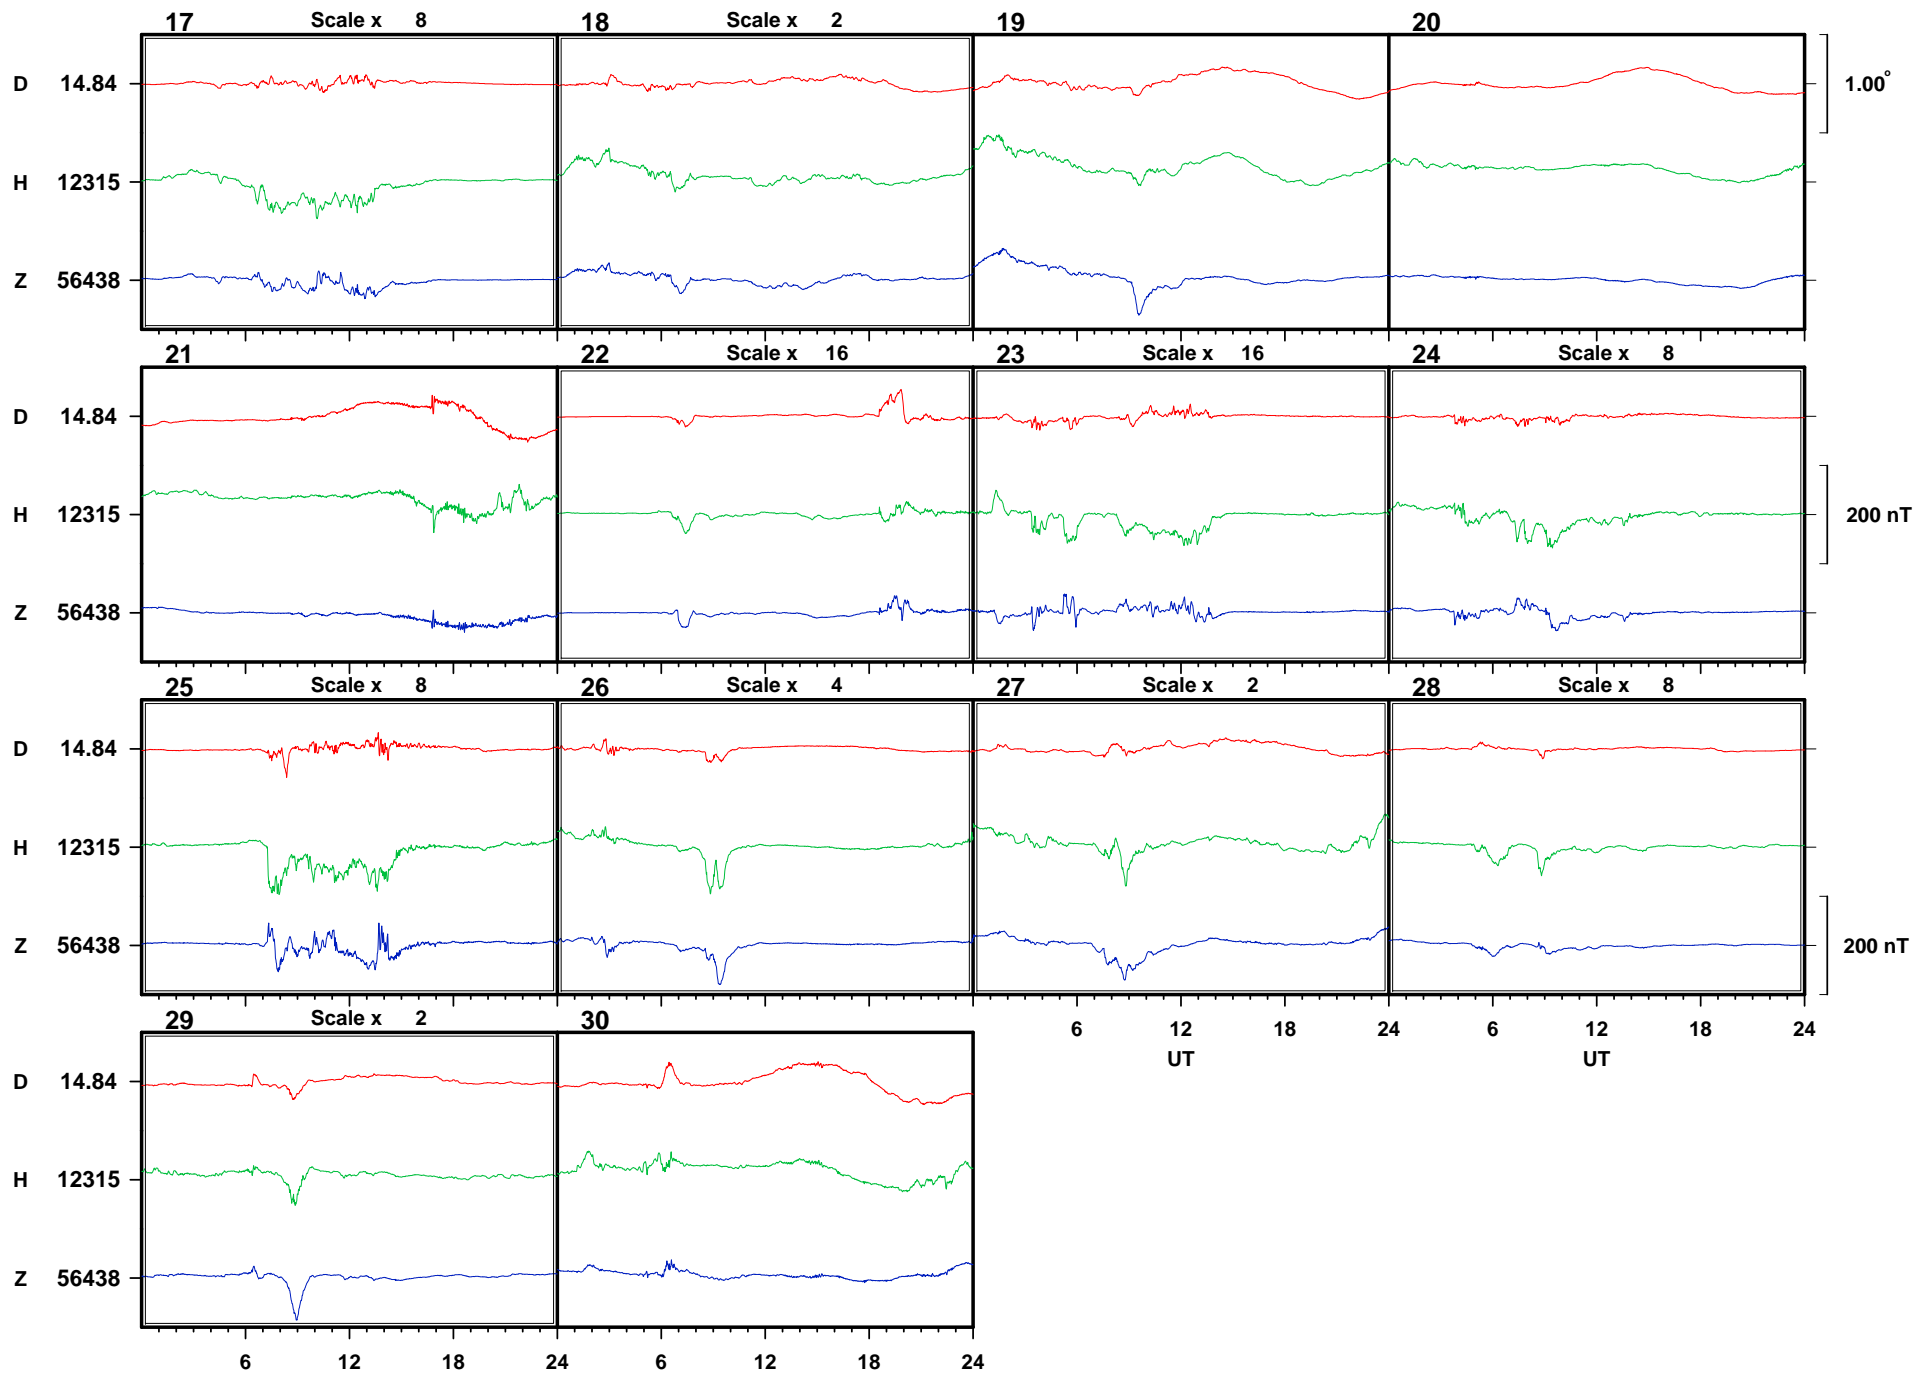 17 Scale x 8 18 Scale x 2 19 20
D 14.84 1.00°
H 12315
Z 56438
21 22 Scale x 16 23 Scale x 16 24 Scale x 8
D 14.84
H 12315 200 nT
Z 56438
25 Scale x 8 26 Scale x 4 27 Scale x 2 28 Scale x 8
D 14.84
H 12315
Z 56438 200 nT
29 Scale x 2 30 6 12 18 24 6 12 18 24
UT UT
D 14.84
H 12315
Z 56438
6 12 18 24 6 12 18 24